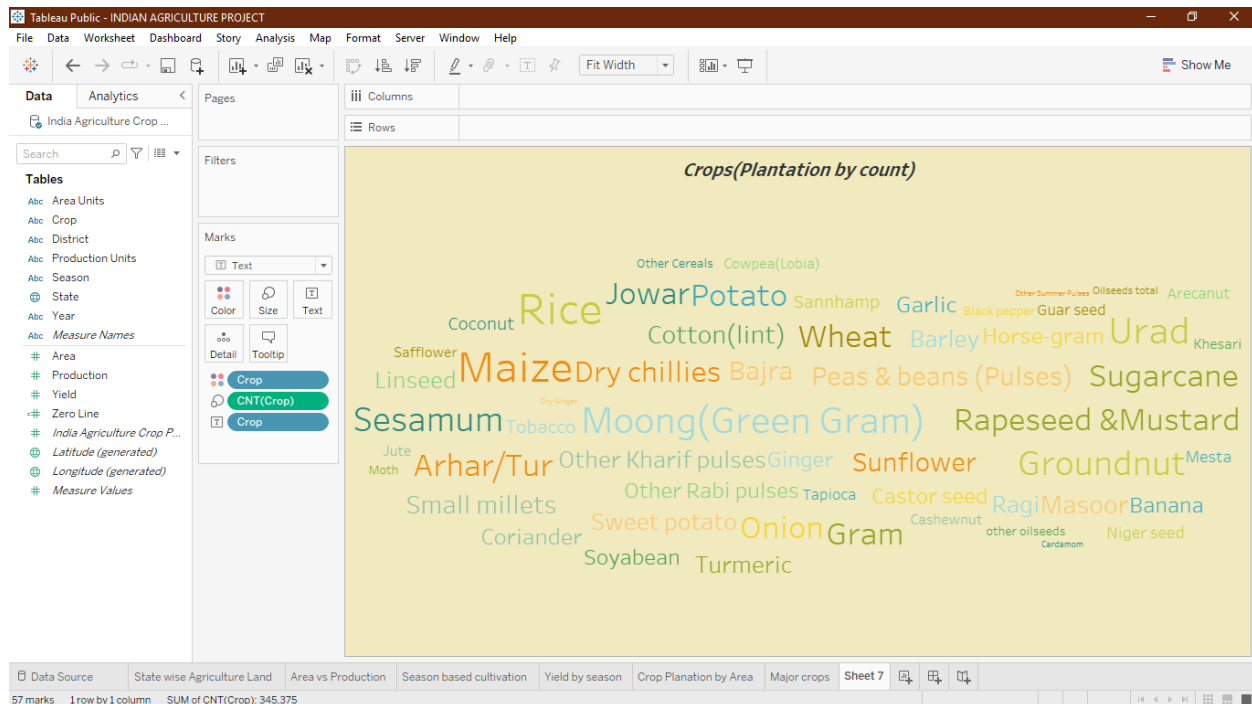 Tableau Public - INDIAN AGRICULTURE PROJECT
File Data Worksheet Dashboard Story Analysis Map Format Server Window Help
Fit Width
Show Me
Data Analytics
India Agriculture Crop ...
Search
Tables
Abc Area Units
Abc Crop
Abc District
Abc Production Units
Abc Season
State
Abc Year
Abc Measure Names
# Area
# Production
# Yield
=# Zero Line
# India Agriculture Crop P...
Latitude (generated)
Longitude (generated)
# Measure Values
Pages
Filters
Marks
T Text
Color Size Text
Detail Tooltip
Crop
CNT(Crop)
T Crop
iii Columns
Rows
Crops(Plantation by count)
Other Cereals Cowpea(Lobia)
Rice Jowar Potato Sannhamp Garlic Other Summer Pulses Oilseeds total Arecanut
Black pepper Guar seed
Coconut Cotton(lint) Wheat Barley Horse-gram Urad Khesari
Safflower
Linseed Maize Dry chillies Bajra Peas & beans (Pulses) Sugarcane
Dry Ginger
Sesamum Tobacco Moong(Green Gram) Rapeseed &Mustard
Jute
Moth Arhar/Tur Other Kharif pulses Ginger Sunflower Groundnut Mesta
Small millets Other Rabi pulses Tapioca Castor seed Ragi Masoor Banana
Coriander Sweet potato Onion Gram Cashewnut other oilseeds Niger seed
Cardamom
Soyabean Turmeric
Data Source State wise Agriculture Land Area vs Production Season based cultivation Yield by season Crop Planation by Area Major crops Sheet 7
57 marks 1 row by 1 column SUM of CNT(Crop): 345,375